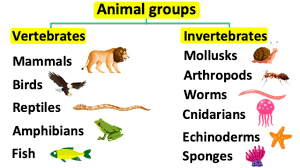 Animal groups
Vertebrates
Mammals
Birds
Reptiles
Amphibians
Fish
Invertebrates
Mollusks
Arthropods
Worms
Cnidarians
Echinoderms
Sponges